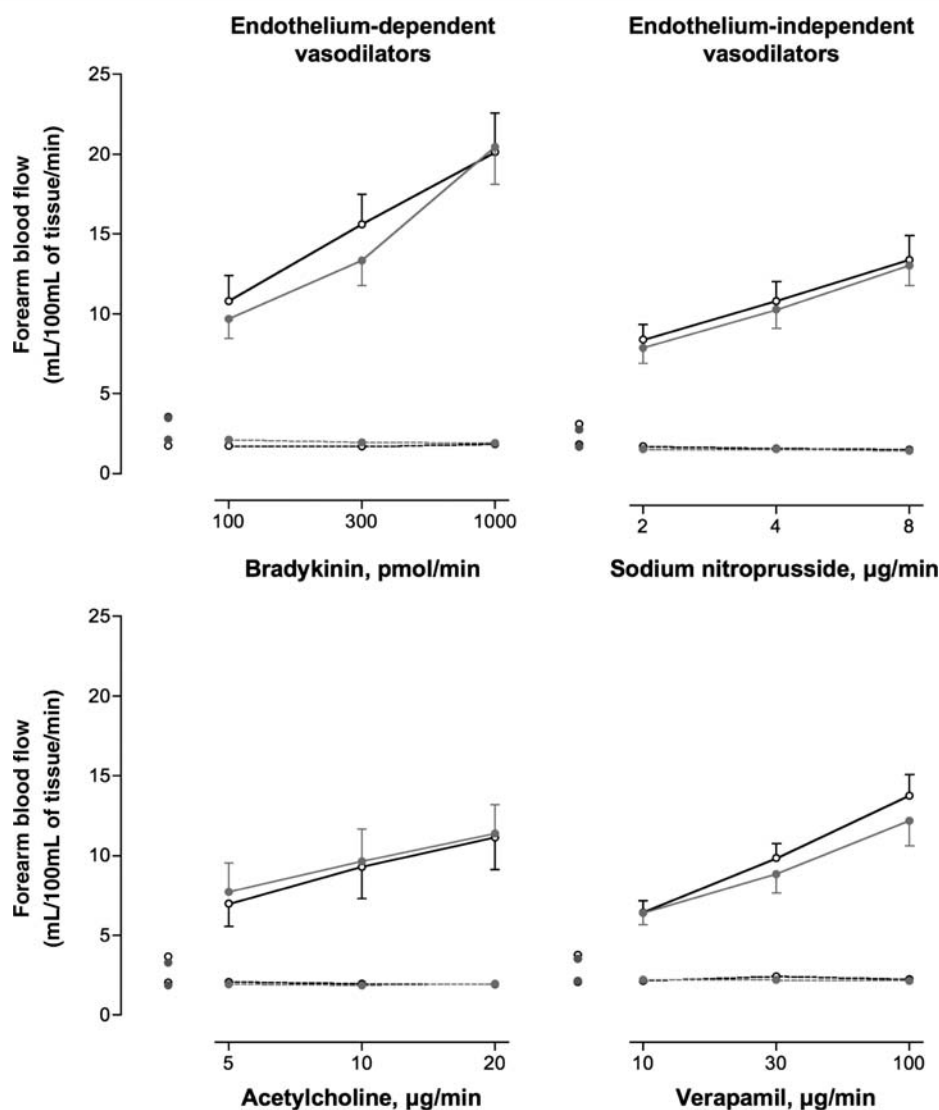 Endothelium-dependent
vasodilators
Endothelium-independent
vasodilators
Forearm blood flow
(mL/100mL of tissue/min)
25
20
15
10
5
0
100
300
1000
2
4
8
Bradykinin, pmol/min
Sodium nitroprusside, µg/min
Forearm blood flow
(mL/100mL of tissue/min)
25
20
15
10
5
0
5
10
20
10
30
100
Acetylcholine, µg/min
Verapamil, µg/min